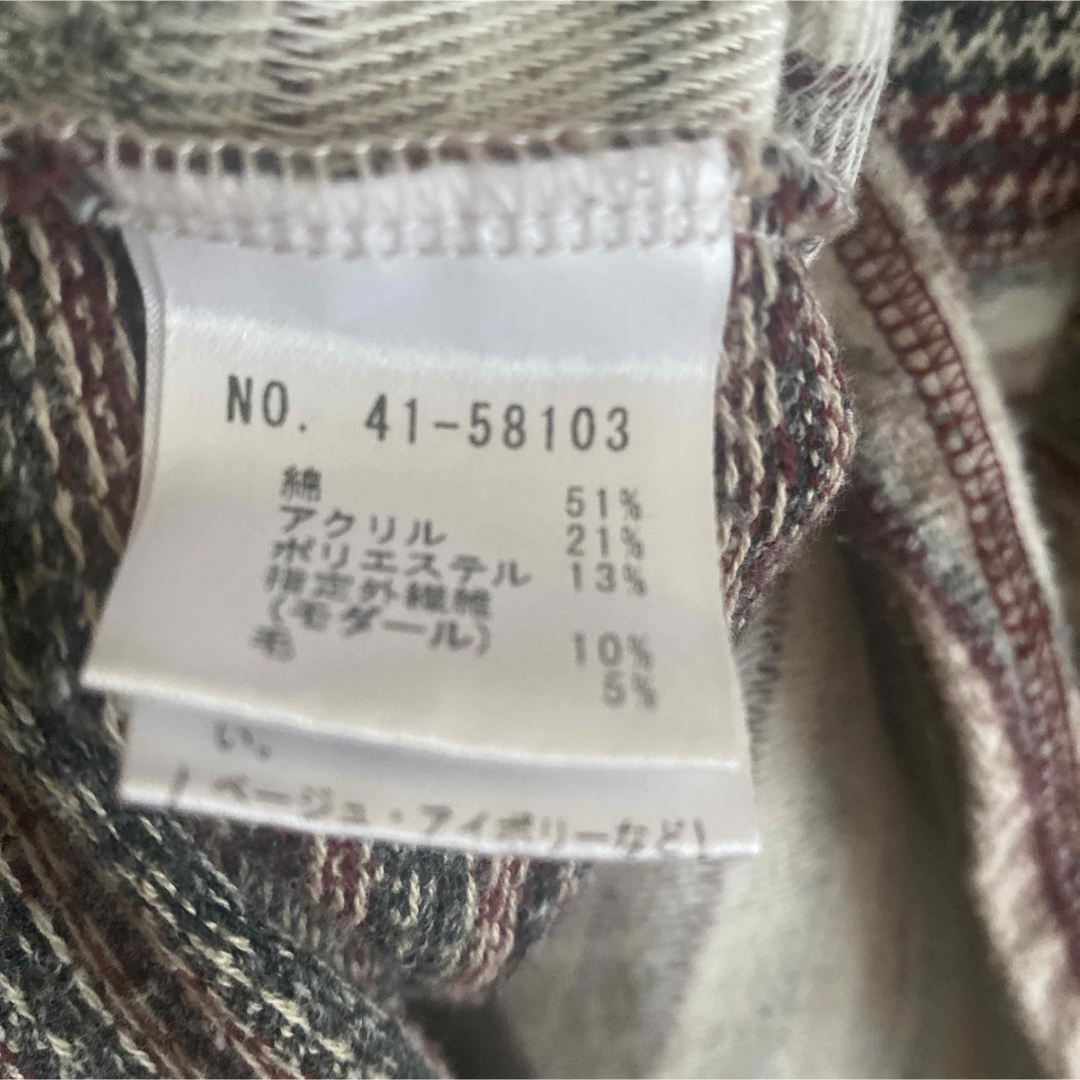 NO. 41-58103
綿 51%
アクリル 21%
ポリエステル 13%
指定外繊維
(モダール) 10%
毛 5%
い。
(ベージュ・アイボリーなど)